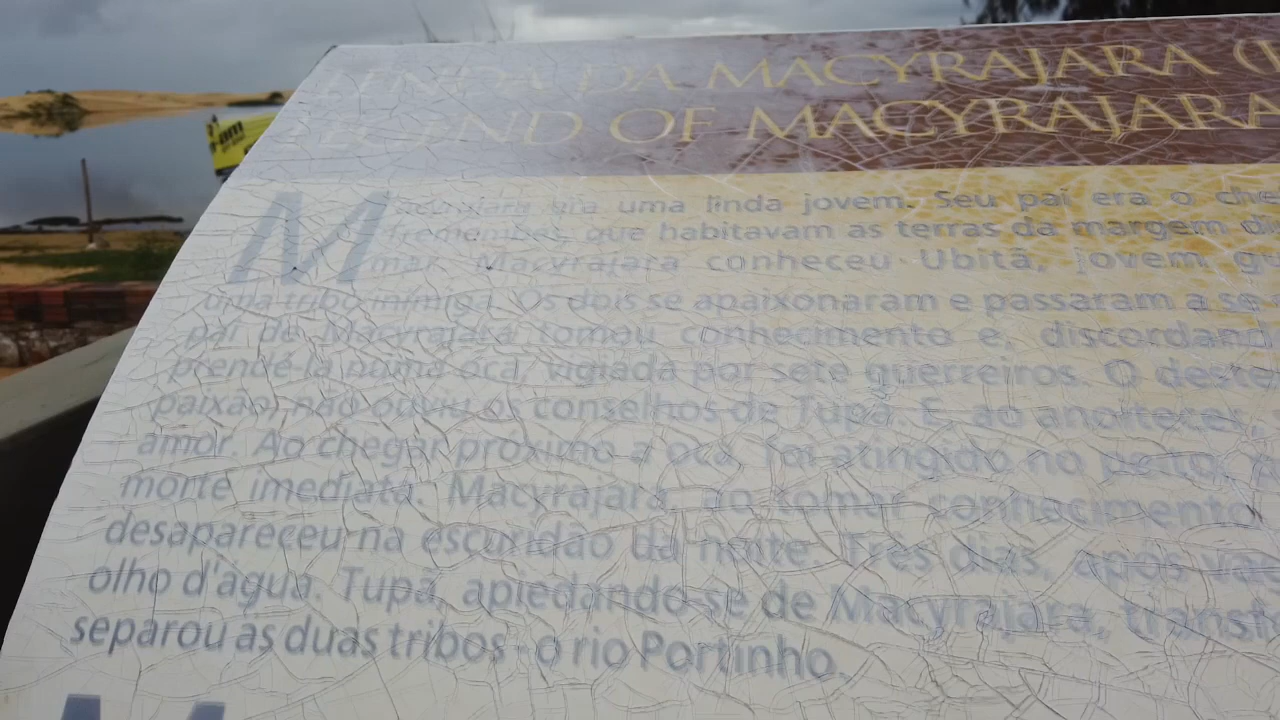 LENDA DA MACYRAJARA (
LEGEND OF MACYRAJARA
Macyrajara era uma linda jovem. Seu pai era o che
Tremembés, que habitavam as terras da margem di
mar. Macyrajara conheceu Ubitã, jovem gu
uma tribo inimiga. Os dois se apaixonaram e passaram a se
pai de Macyrajara tomou conhecimento e, discordand
prendê-la numa oca, vigiada por sete guerreiros. O deste
paixão, não ouviu os conselhos de Tupã. E, ao anoitecer,
amor. Ao chegar próximo a oca, foi atingido no peito,
morte imediata. Macyrajara, ao tomar conhecimento
desapareceu na escuridão da noite. Três dias, após va
olho d'água. Tupã, apiedando-se de Macyrajara, transfo
separou as duas tribos - o rio Portinho.